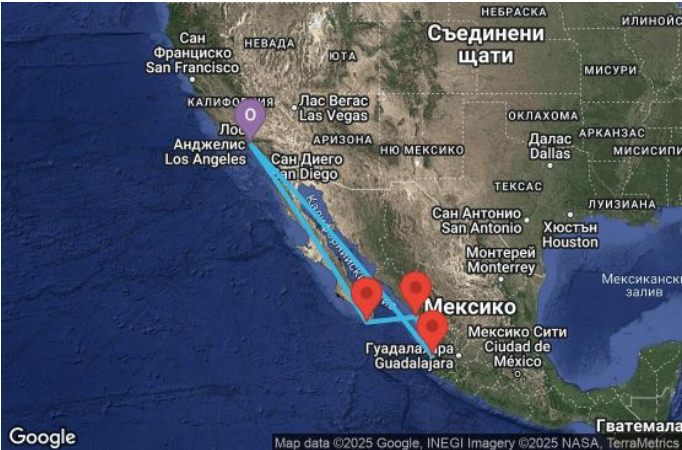 НЕБРАСКА
ИЛИНОЙС
Сан
Франциско
San Francisco
НЕВАДА
ЮТА
Съединени
щати
МИСУРИ
КАЛИФОРНИЯ
Лас Вегас
Las Vegas
О
Лос
Анджелис
Los Angeles
АРИЗОНА
НЮ МЕКСИКО
ОКЛАХОМА
АРКАНЗАС
Далас
Dallas
МИСИСИПИ
Сан Диего
San Diego
ТЕКСАС
ЛУИЗИАНА
Сан Антонио
San Antonio
Хюстън
Houston
Монтерей
Monterrey
Мексикански
залив
Мексико
Гуадалахара
Guadalajara
Мексико Сити
Ciudad de
México
Гватемала
Google
Map data ©2025 Google, INEGI Imagery ©2025 NASA, TerraMetrics